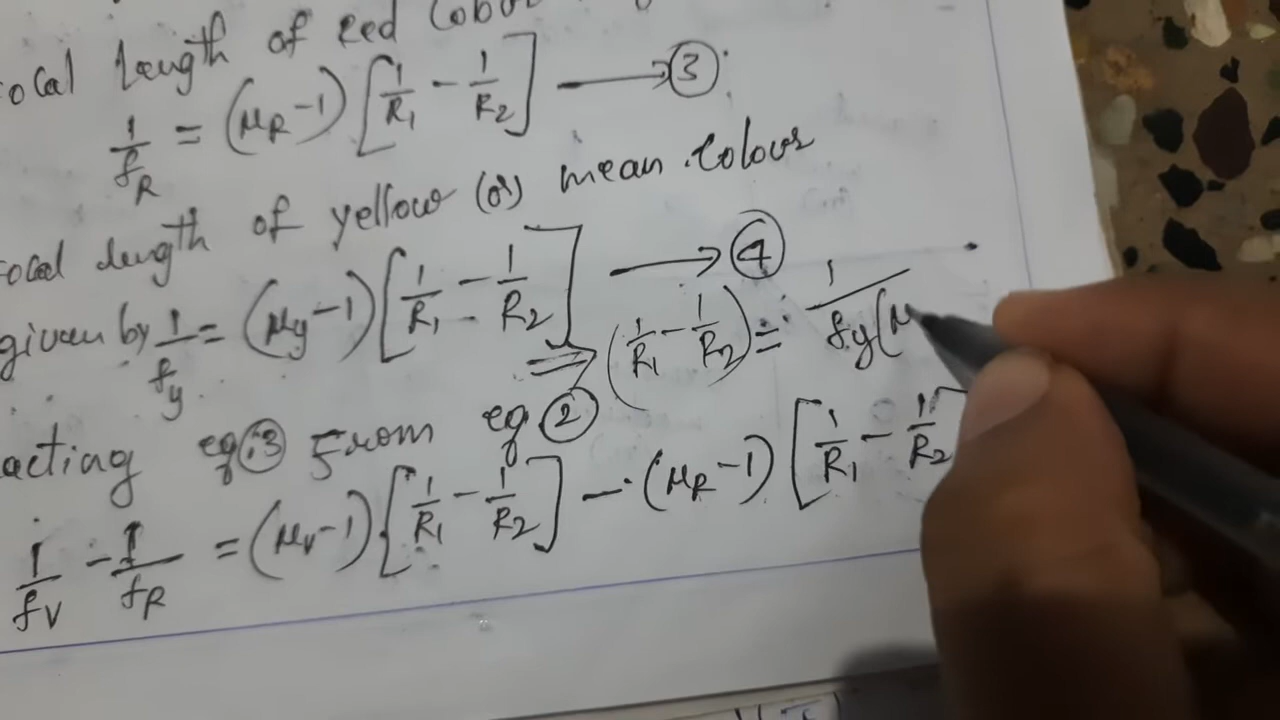 ocal length of Red Colour
1/fR = (μR-1) [1/R1 - 1/R2] → ③
ocal length of yellow (or) mean Colour
given by 1/fy = (μy-1) [1/R1 - 1/R2] → ④
⇒ (1/R1 - 1/R2) = 1/fy(μ
acting eq ③ From eq ②
1/fV - 1/fR = (μV-1) [1/R1 - 1/R2] - (μR-1) [1/R1 - 1/R2